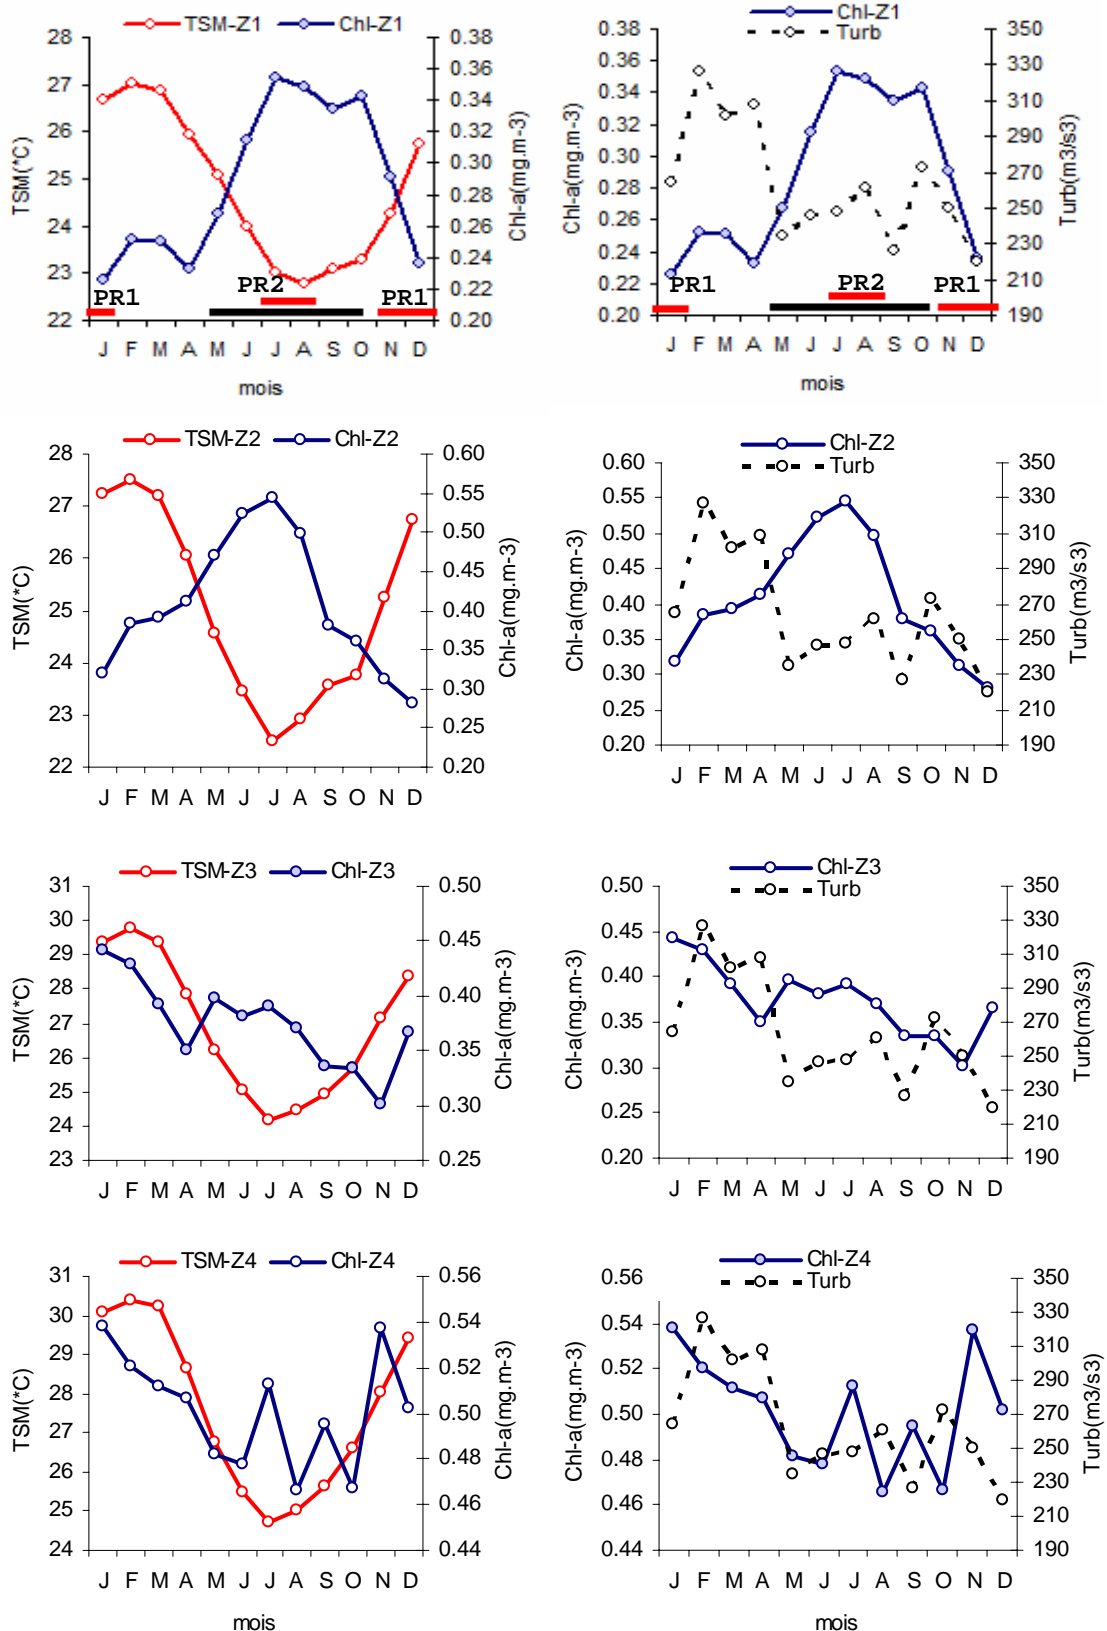 TSM-Z1 Chl-Z1
28 0.38
27 0.36
0.34
26 0.32
0.30
25 0.28
24 0.26
0.24
23 0.22
22 0.20
TSM(*C)
Chl-a(mg.m-3)
PR1 PR2 PR1
J F M A M J J A S O N D
mois
Chl-Z1
Turb
0.38 350
0.36 330
0.34 310
0.32 290
0.30 270
0.28 250
0.26 230
0.24 210
0.22 190
0.20
Chl-a(mg.m-3)
Turb(m3/s3)
PR1 PR2 PR1
J F M A M J J A S O N D
mois
TSM-Z2 Chl-Z2
28 0.60
27 0.55
26 0.50
0.45
25 0.40
24 0.35
0.30
23 0.25
22 0.20
TSM(*C)
Chl-a(mg.m-3)
J F M A M J J A S O N D
Chl-Z2
Turb
0.60 350
0.55 330
0.50 310
0.45 290
0.40 270
0.35 250
0.30 230
0.25 210
0.20 190
Chl-a(mg.m-3)
Turb(m3/s3)
J F M A M J J A S O N D
TSM-Z3 Chl-Z3
31 0.50
30 0.45
29
28 0.40
27
26 0.35
25 0.30
24
23 0.25
TSM(*C)
Chl-a(mg.m-3)
J F M A M J J A S O N D
Chl-Z3
Turb
0.50 350
0.45 330
0.40 310
0.35 290
0.30 270
0.25 250
0.20 230
210
190
Chl-a(mg.m-3)
Turb(m3/s3)
J F M A M J J A S O N D
TSM-Z4 Chl-Z4
31 0.56
30 0.54
29 0.52
28 0.50
27 0.48
26 0.46
25 0.44
24
TSM(*C)
Chl-a(mg.m-3)
J F M A M J J A S O N D
mois
Chl-Z4
Turb
0.56 350
0.54 330
0.52 310
0.50 290
0.48 270
0.46 250
0.44 230
210
190
Chl-a(mg.m-3)
Turb(m3/s3)
J F M A M J J A S O N D
mois